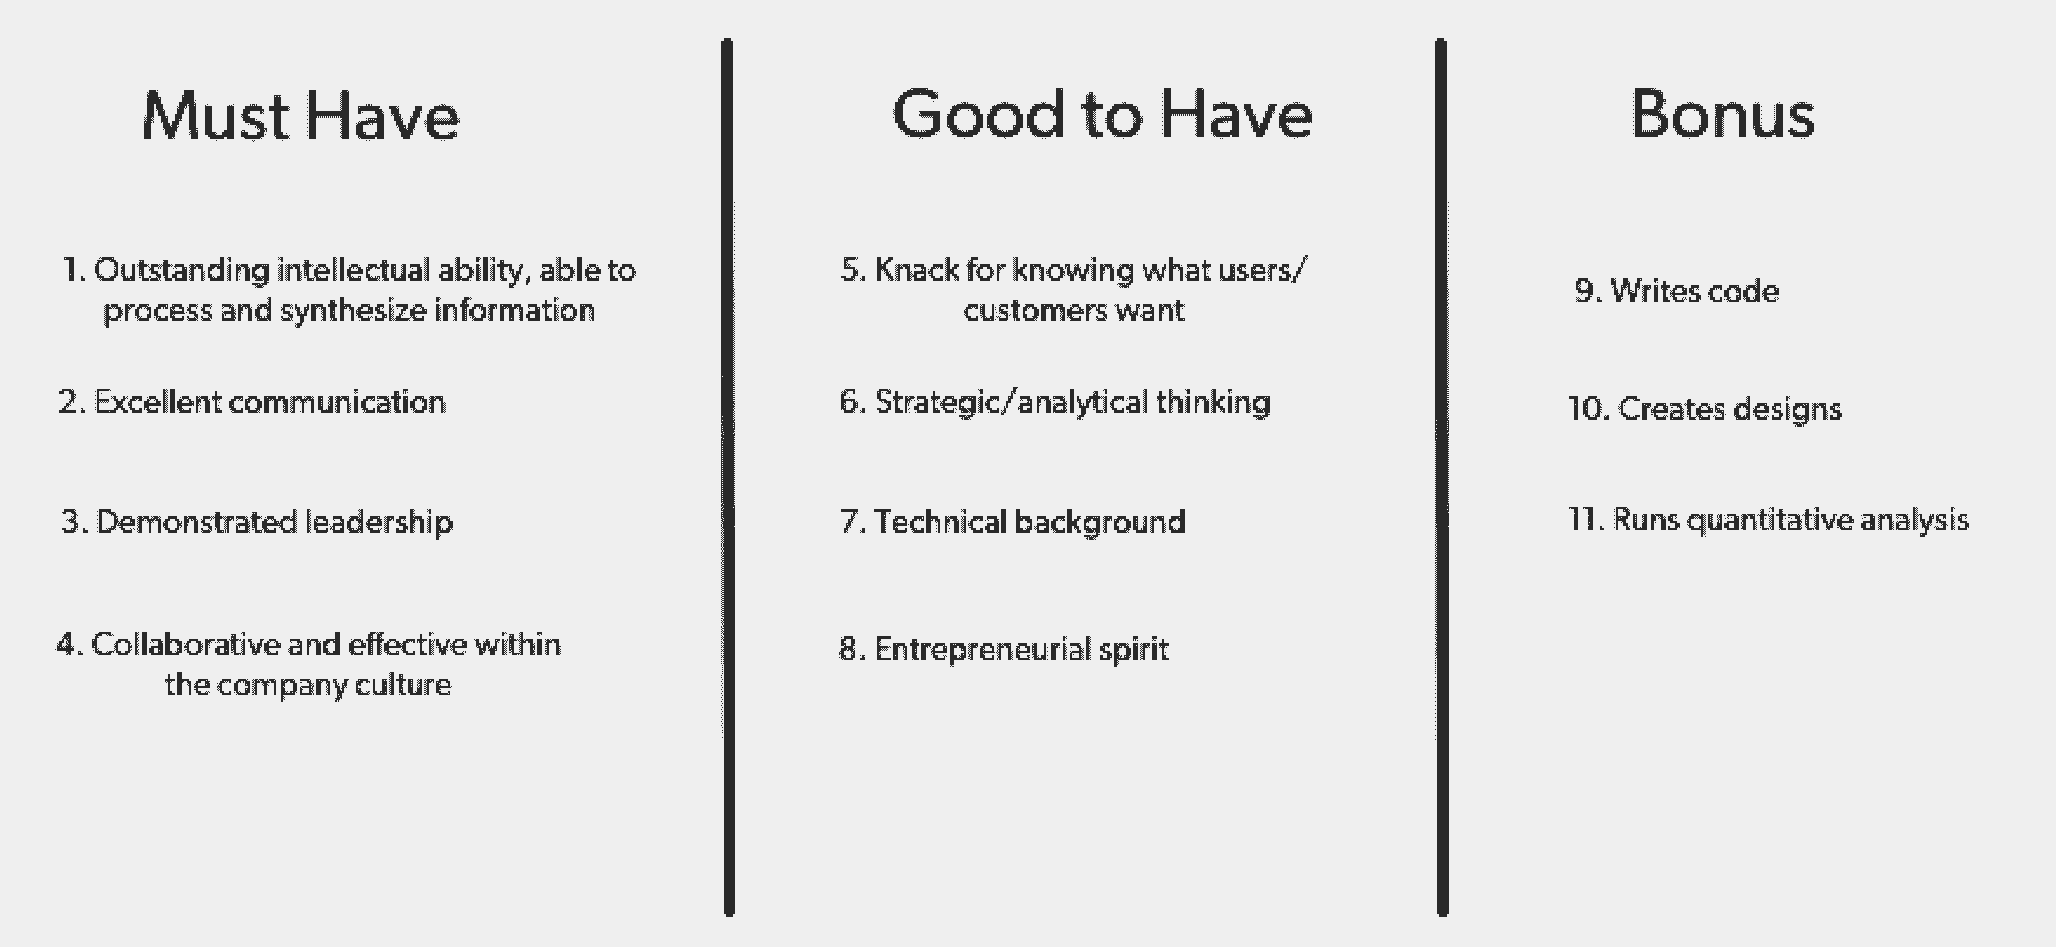 Must Have
1. Outstanding intellectual ability, able to
process and synthesize information
2. Excellent communication
3. Demonstrated leadership
4. Collaborative and effective within
the company culture
Good to Have
5. Knack for knowing what users/
customers want
6. Strategic/analytical thinking
7. Technical background
8. Entrepreneurial spirit
Bonus
9. Writes code
10. Creates designs
11. Runs quantitative analysis